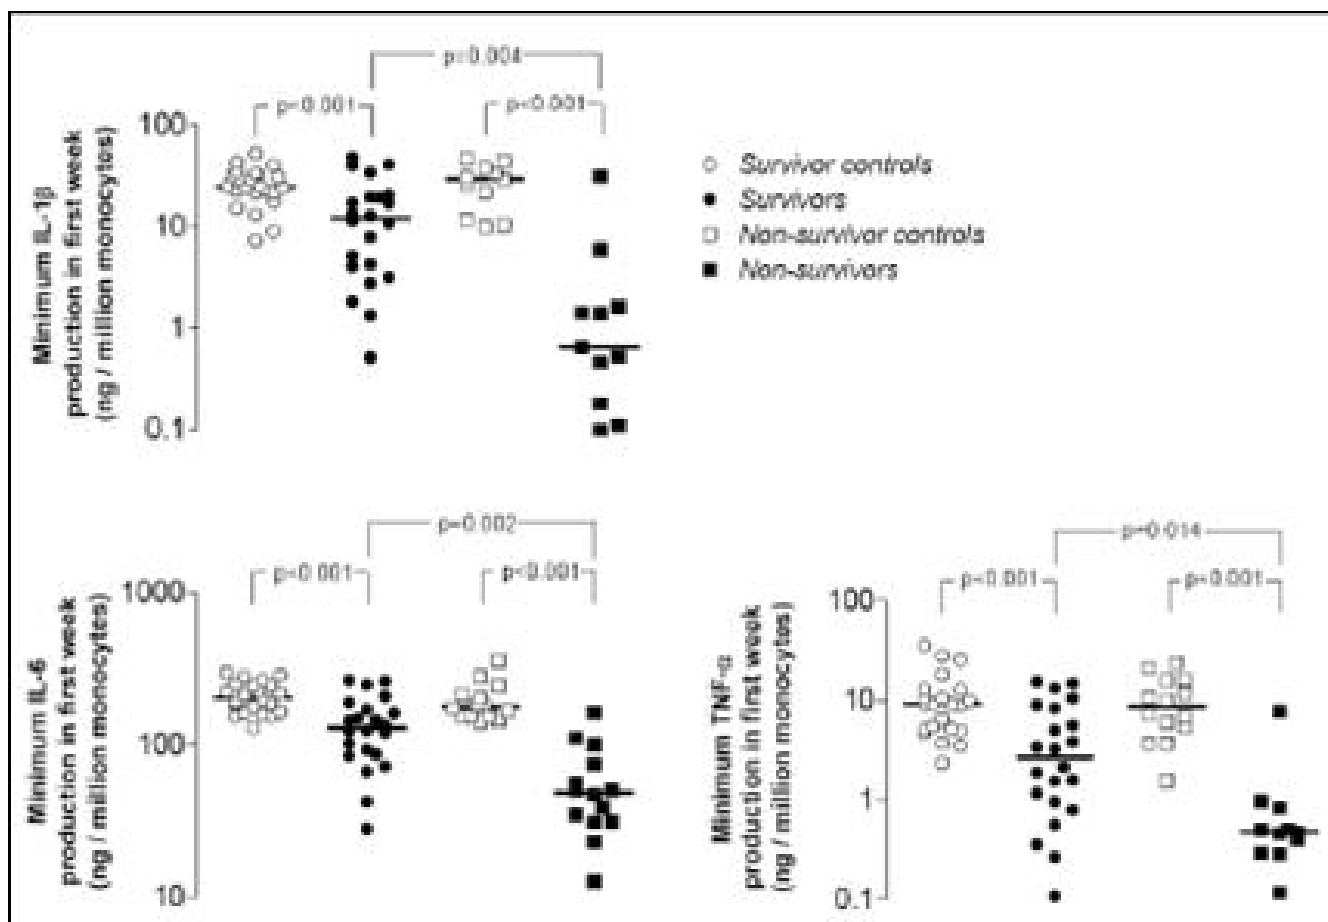 p=0.004
p<0.001
p<0.001
Minimum IL-1β
production in first week
(ng / million monocytes)
100
10
1
0.1
Survivor controls
Survivors
Non-survivor controls
Non-survivors
p=0.002
p<0.001
p<0.001
Minimum IL-6
production in first week
(ng / million monocytes)
1000
100
10
p=0.014
p<0.001
p<0.001
Minimum TNF-α
production in first week
(ng / million monocytes)
100
10
1
0.1